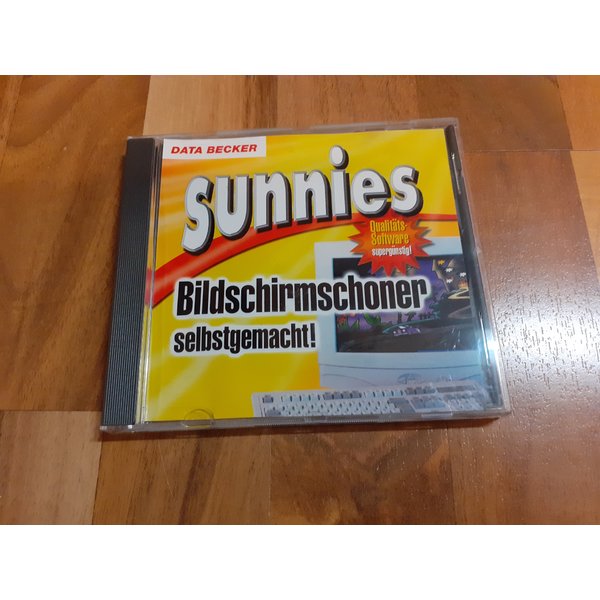 DATA BECKER
sunnies
Qualitäts-
Software
supergünstig!
Bildschirmschoner
selbstgemacht!